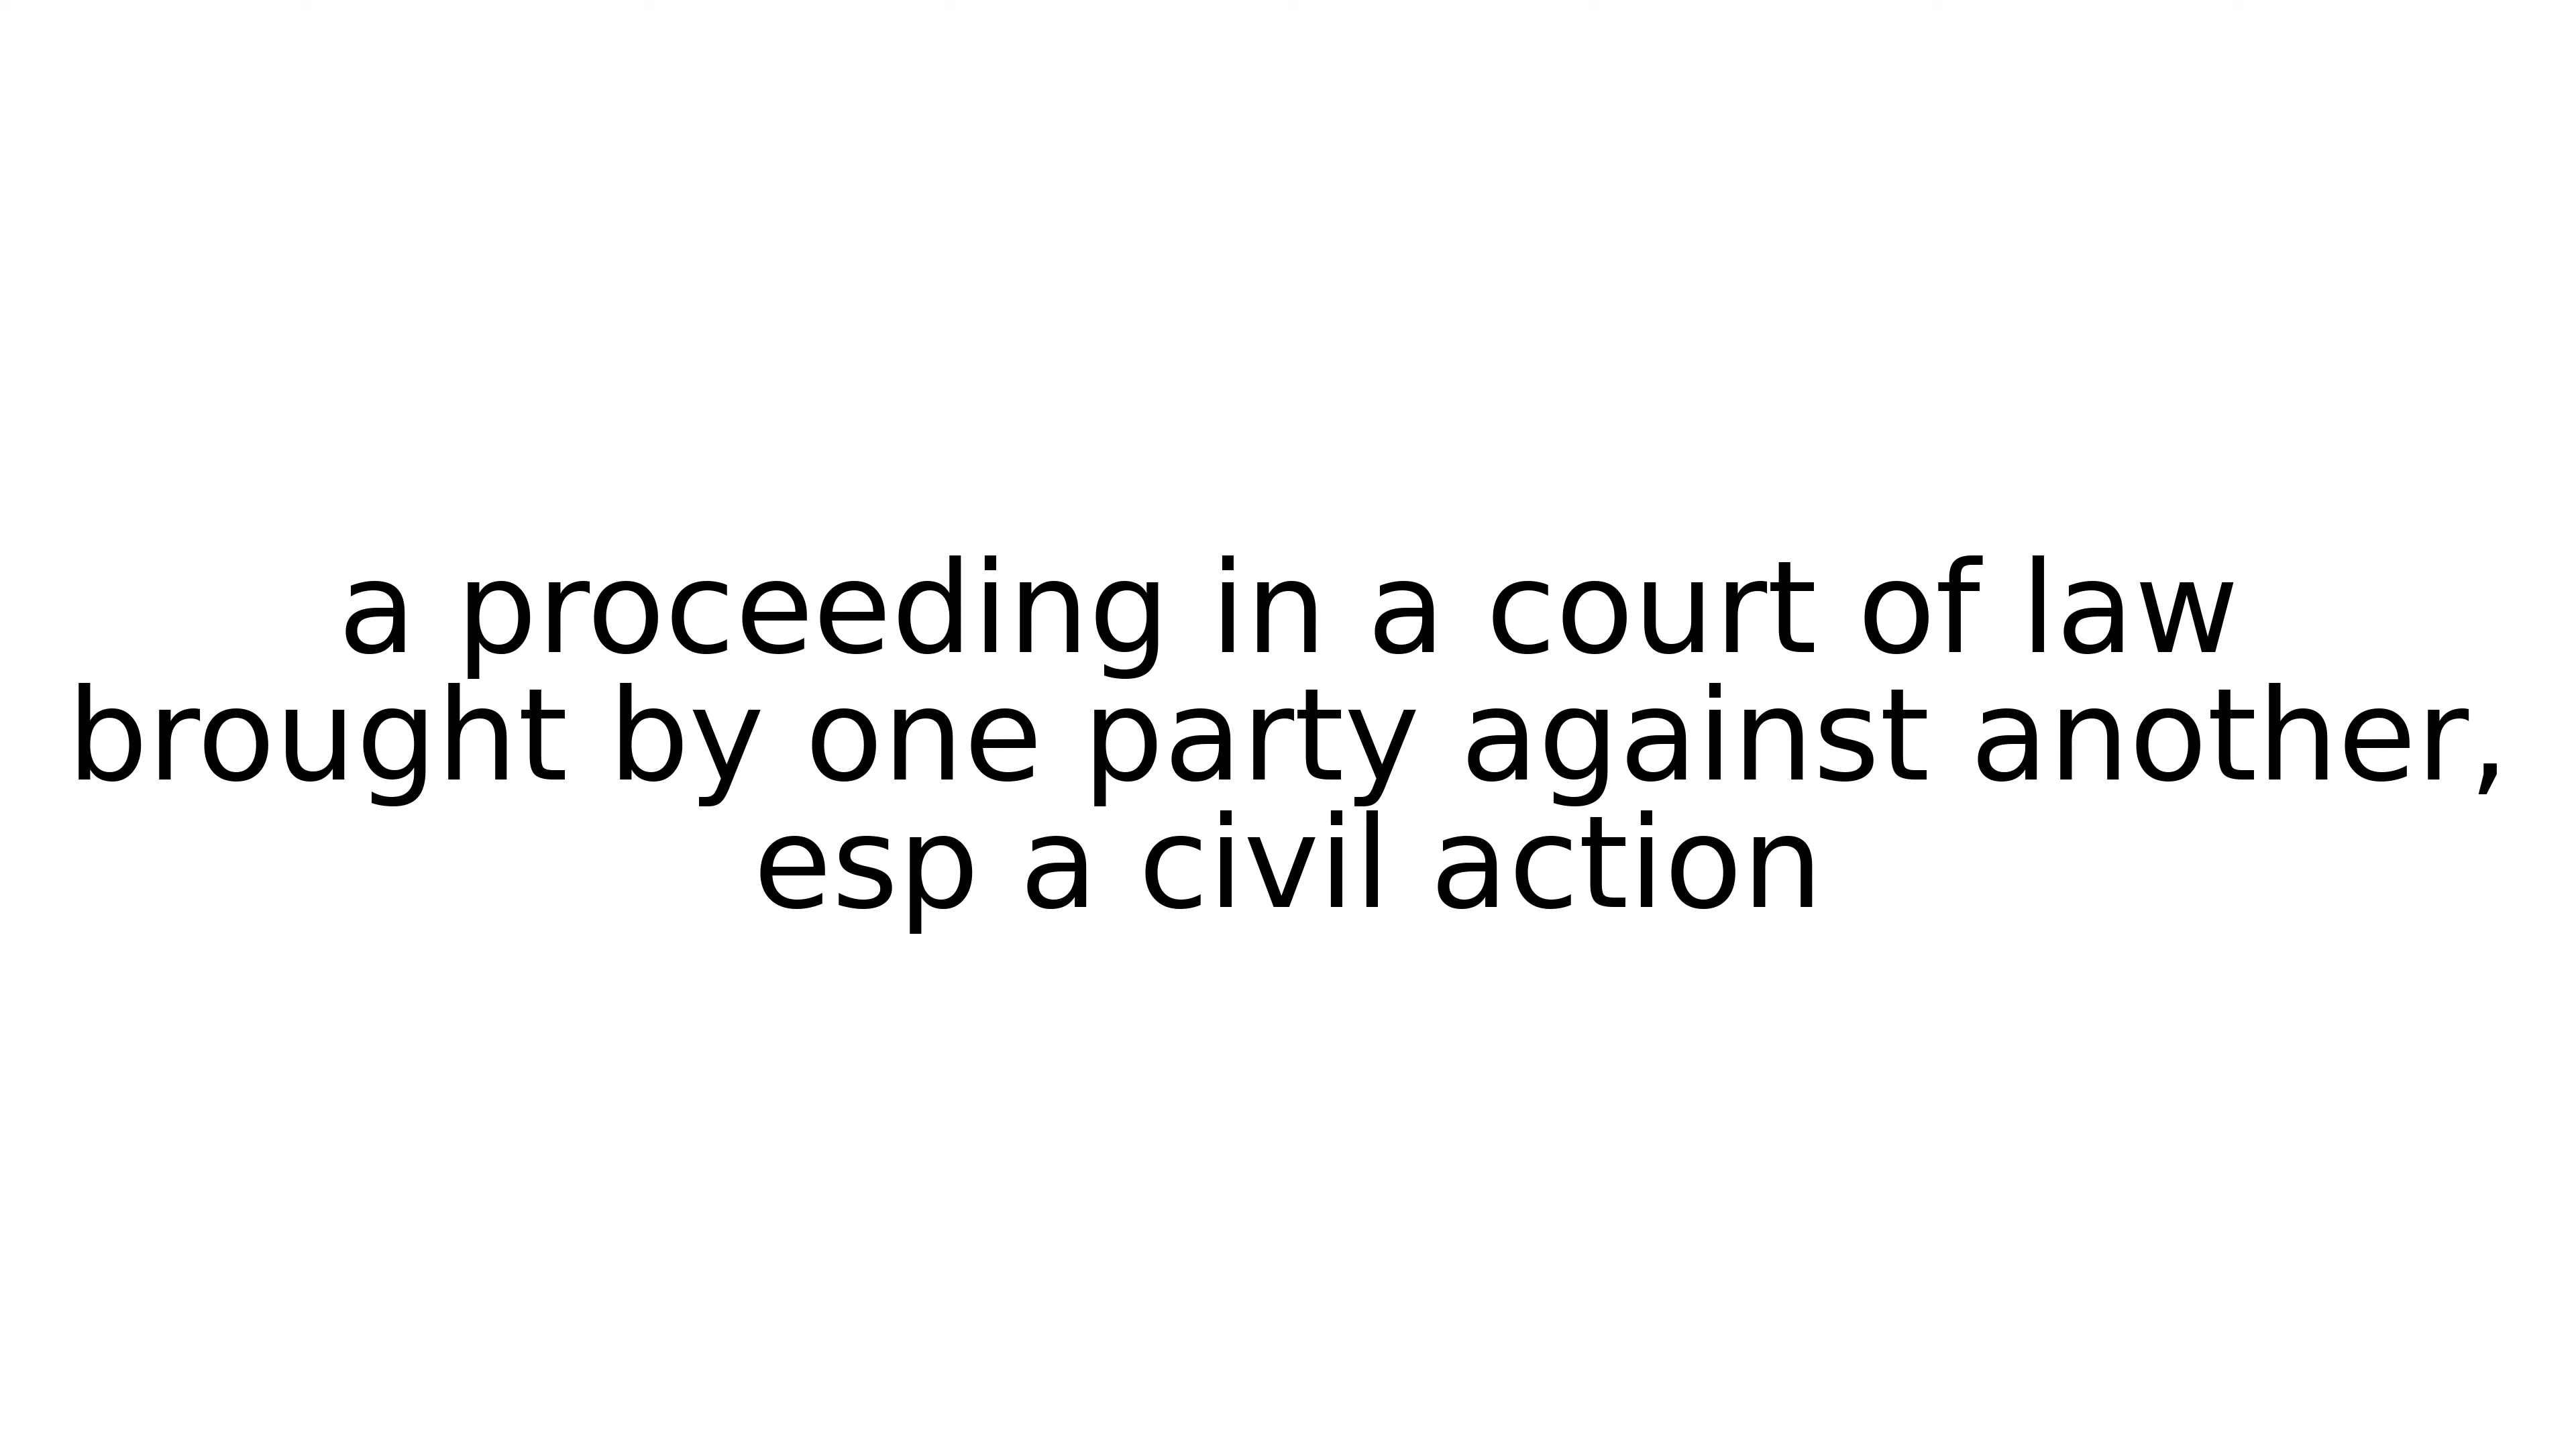 a proceeding in a court of law
brought by one party against another,
esp a civil action